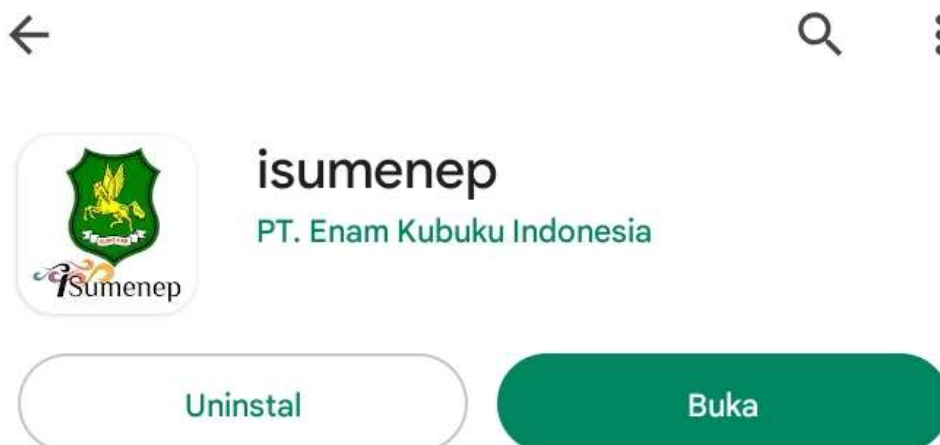 isumenep
PT. Enam Kubuku Indonesia
iSumenep
Uninstal
Buka